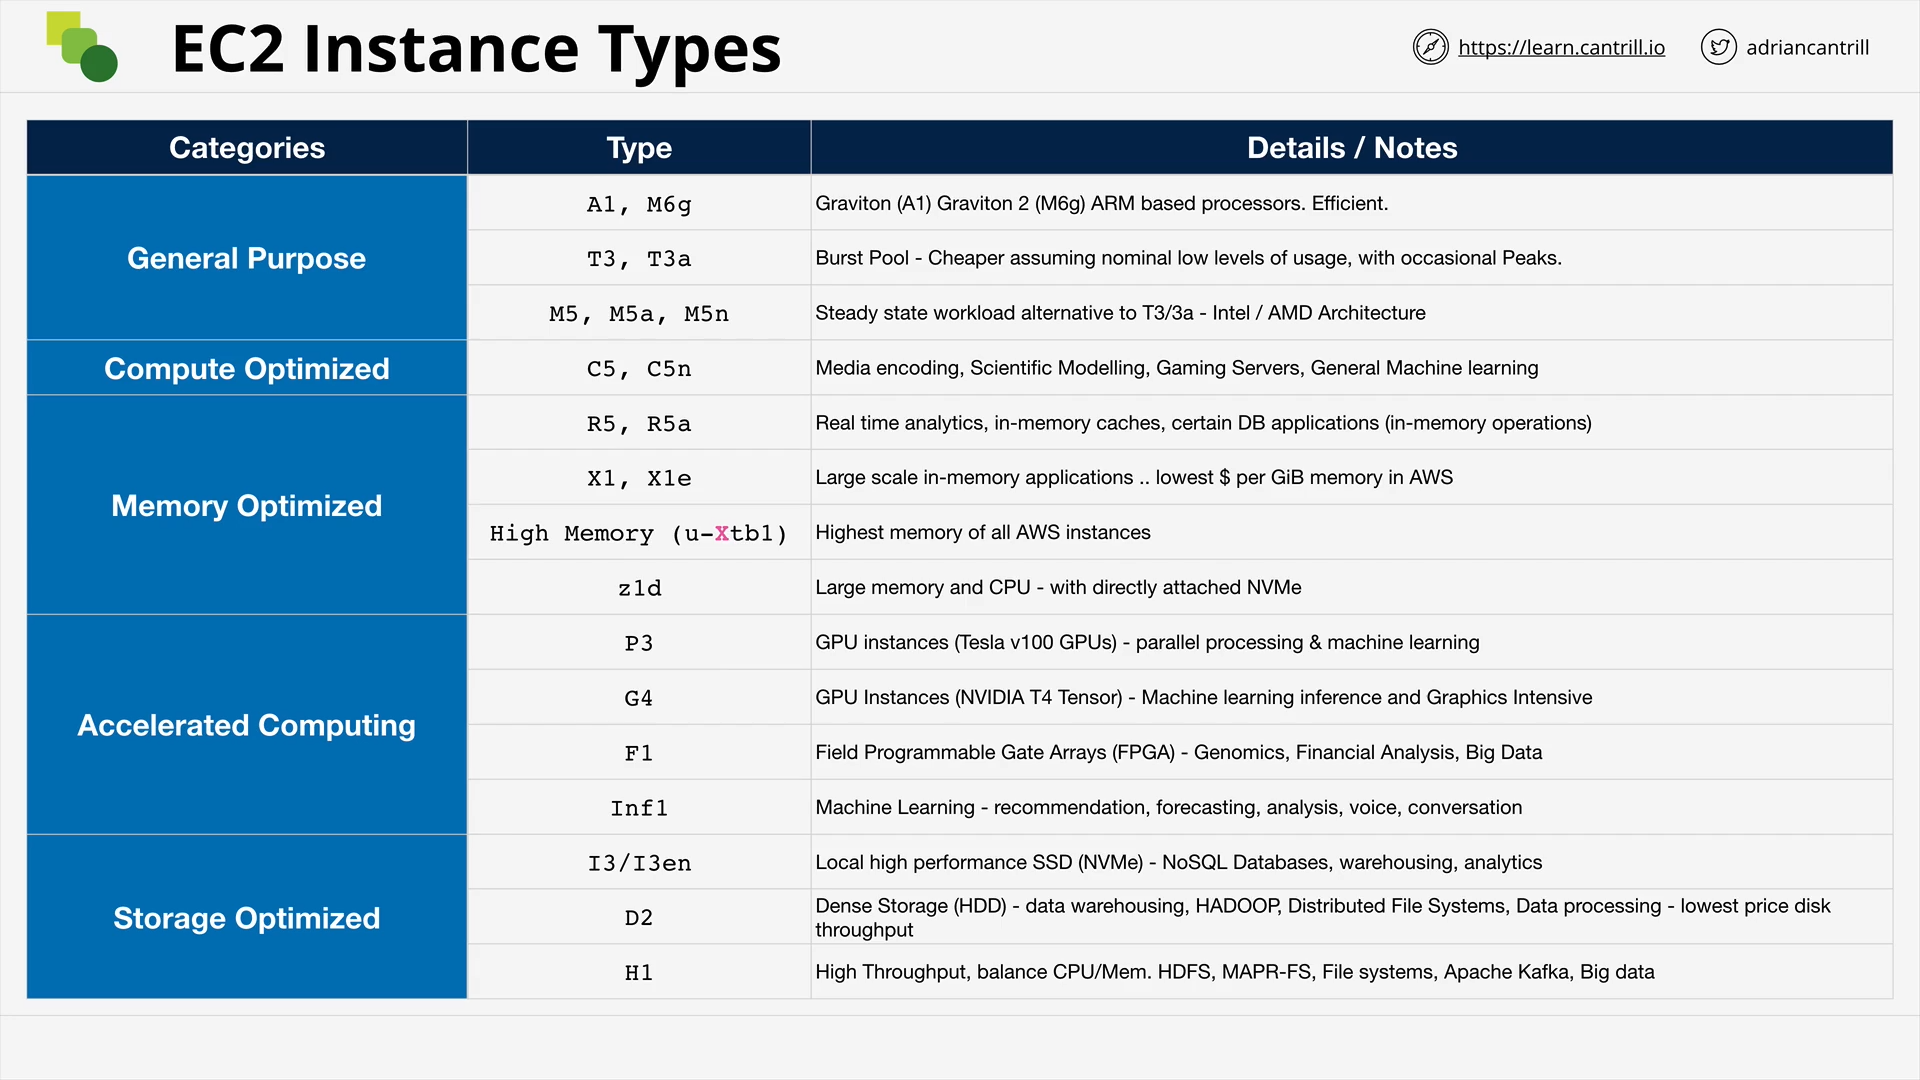 EC2 Instance Types
https://learn.cantrill.io
adriancantrill
Categories
Type
Details / Notes
General Purpose
A1, M6g
Graviton (A1) Graviton 2 (M6g) ARM based processors. Efficient.
T3, T3a
Burst Pool - Cheaper assuming nominal low levels of usage, with occasional Peaks.
M5, M5a, M5n
Steady state workload alternative to T3/3a - Intel / AMD Architecture
Compute Optimized
C5, C5n
Media encoding, Scientific Modelling, Gaming Servers, General Machine learning
Memory Optimized
R5, R5a
Real time analytics, in-memory caches, certain DB applications (in-memory operations)
X1, X1e
Large scale in-memory applications .. lowest $ per GiB memory in AWS
High Memory (u-Xtb1)
Highest memory of all AWS instances
z1d
Large memory and CPU - with directly attached NVMe
Accelerated Computing
P3
GPU instances (Tesla v100 GPUs) - parallel processing & machine learning
G4
GPU Instances (NVIDIA T4 Tensor) - Machine learning inference and Graphics Intensive
F1
Field Programmable Gate Arrays (FPGA) - Genomics, Financial Analysis, Big Data
Inf1
Machine Learning - recommendation, forecasting, analysis, voice, conversation
Storage Optimized
I3/I3en
Local high performance SSD (NVMe) - NoSQL Databases, warehousing, analytics
D2
Dense Storage (HDD) - data warehousing, HADOOP, Distributed File Systems, Data processing - lowest price disk
throughput
H1
High Throughput, balance CPU/Mem. HDFS, MAPR-FS, File systems, Apache Kafka, Big data